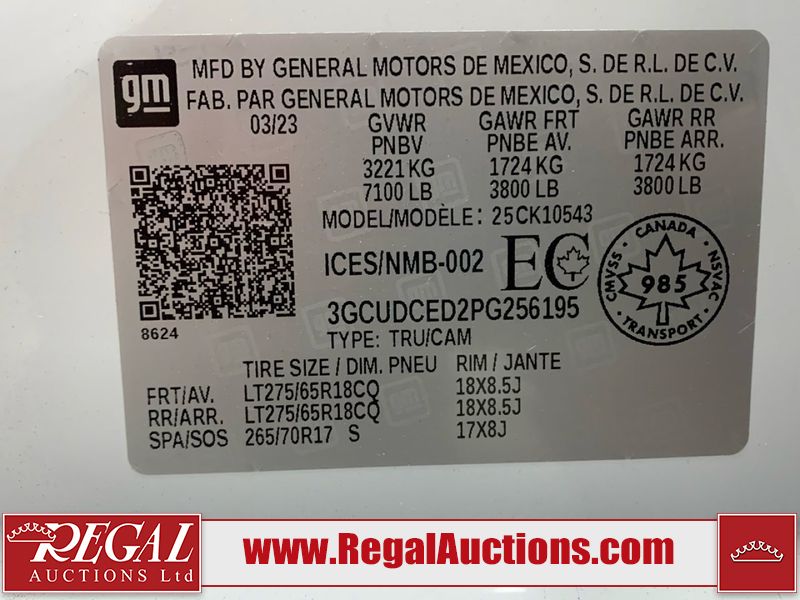 gm
MFD BY GENERAL MOTORS DE MEXICO, S. DE R.L. DE C.V.
FAB. PAR GENERAL MOTORS DE MEXICO, S. DE R.L. DE C.V.
03/23 GVWR GAWR FRT GAWR RR
PNBV PNBE AV. PNBE ARR.
3221 KG 1724 KG 1724 KG
7100 LB 3800 LB 3800 LB
MODEL/MODÈLE: 25CK10543
ICES/NMB-002 EC
CANADA
CMVSS 985 NSVAC
TRANSPORT
3GCUDCED2PG256195
8624
TYPE: TRU/CAM
TIRE SIZE / DIM. PNEU RIM / JANTE
FRT/AV. LT275/65R18CQ 18X8.5J
RR/ARR. LT275/65R18CQ 18X8.5J
SPA/SOS 265/70R17 S 17X8J
REGAL
AUCTIONS Ltd
www.RegalAuctions.com